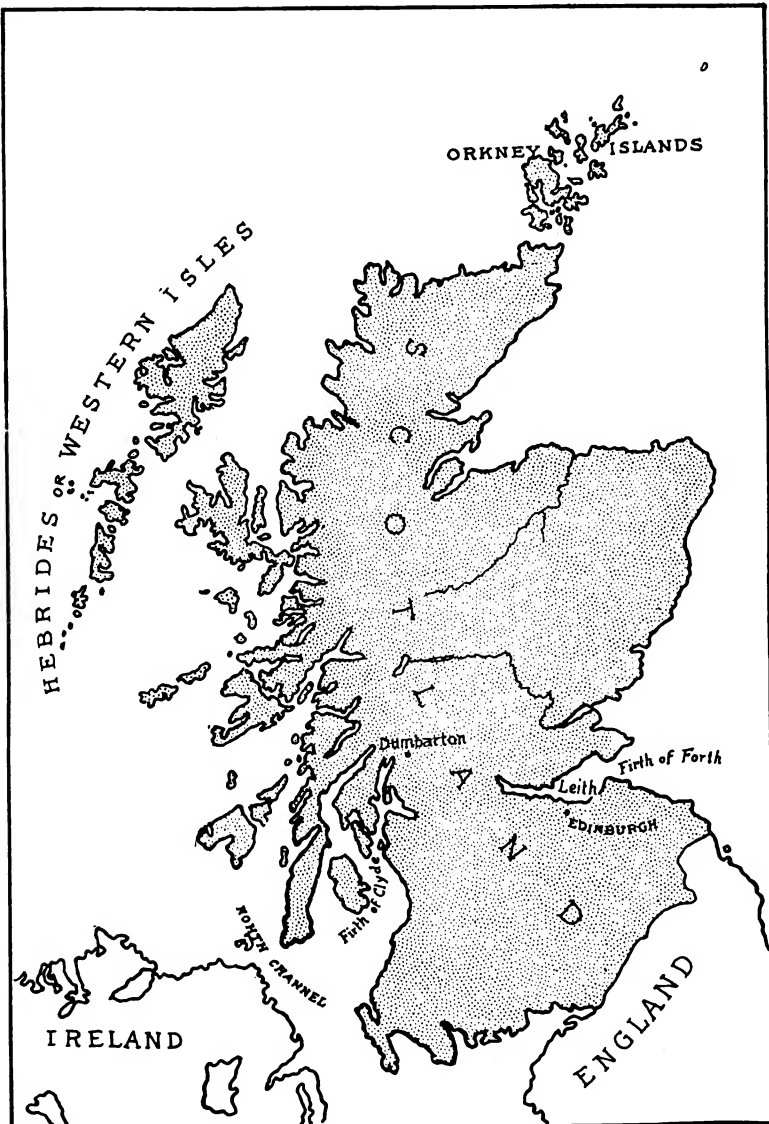 ORKNEY ISLANDS
HEBRIDES OR WESTERN ISLES
SCOTLAND
Dumbarton
Firth of Forth
Leith
EDINBURGH
Firth of Clyde
NORTH CHANNEL
IRELAND
ENGLAND